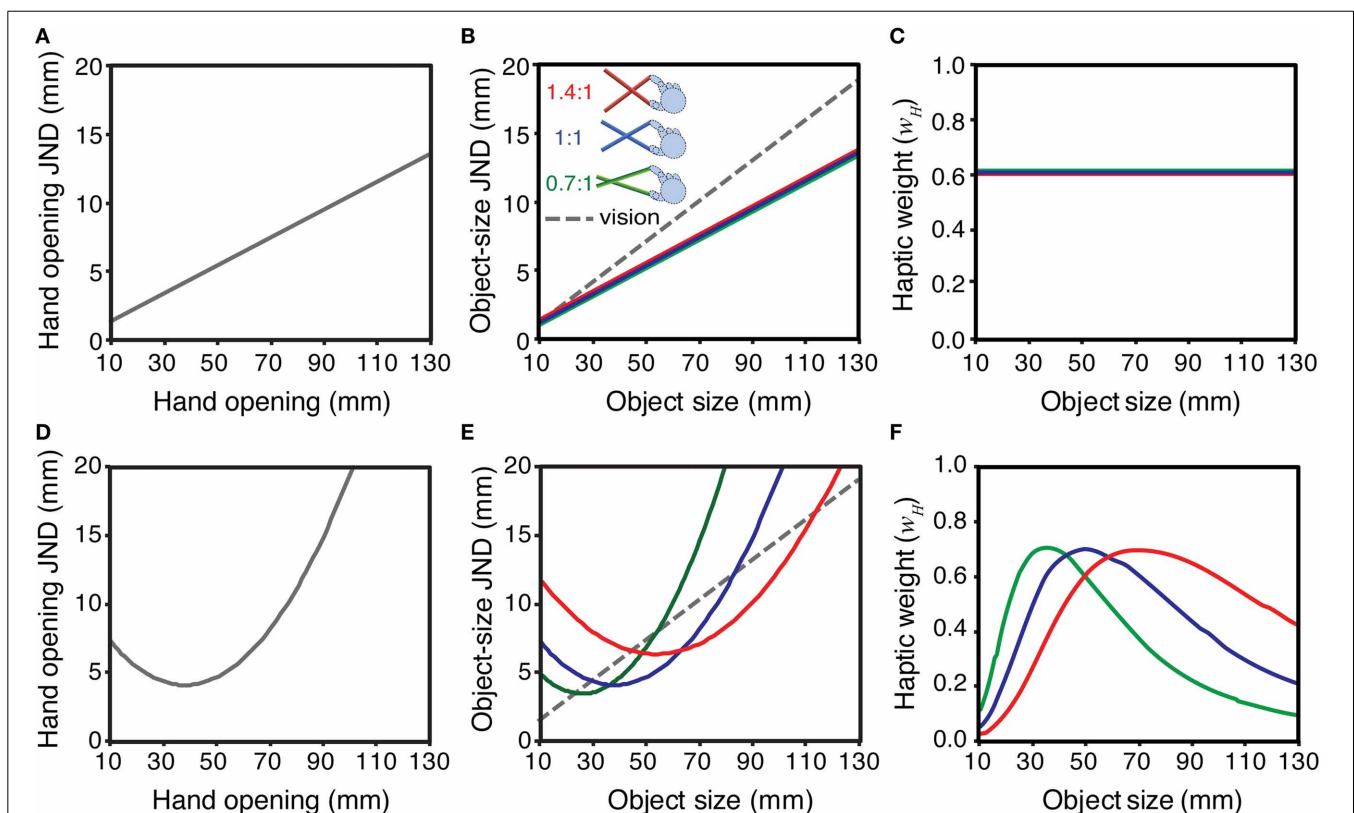 A
Hand opening JND (mm)
20
15
10
5
0
10 30 50 70 90 110 130
Hand opening (mm)
B
Object-size JND (mm)
20
15
10
5
0
1.4:1
1:1
0.7:1
vision
10 30 50 70 90 110 130
Object size (mm)
C
Haptic weight (wH)
1.0
0.8
0.6
0.4
0.2
0.0
10 30 50 70 90 110 130
Object size (mm)
D
Hand opening JND (mm)
20
15
10
5
0
10 30 50 70 90 110 130
Hand opening (mm)
E
Object-size JND (mm)
20
15
10
5
0
10 30 50 70 90 110 130
Object size (mm)
F
Haptic weight (wH)
1.0
0.8
0.6
0.4
0.2
0.0
10 30 50 70 90 110 130
Object size (mm)